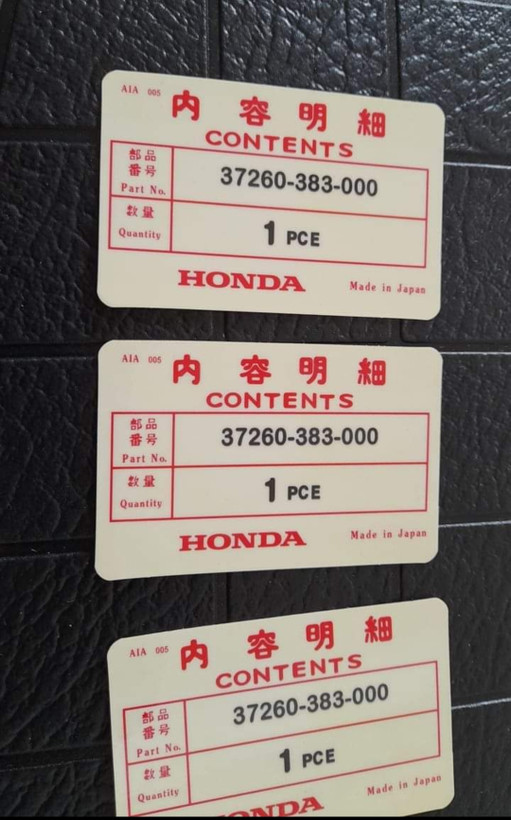 AIA 005
内容明細
CONTENTS
部品
番号
Part No.
37260-383-000
数量
Quantity
1 PCE
HONDA
Made in Japan
AIA 005
内容明細
CONTENTS
部品
番号
Part No.
37260-383-000
数量
Quantity
1 PCE
HONDA
Made in Japan
AIA 005
内容明細
CONTENTS
部品
番号
Part No.
37260-383-000
数量
Quantity
1 PCE
HONDA
Made in Japan